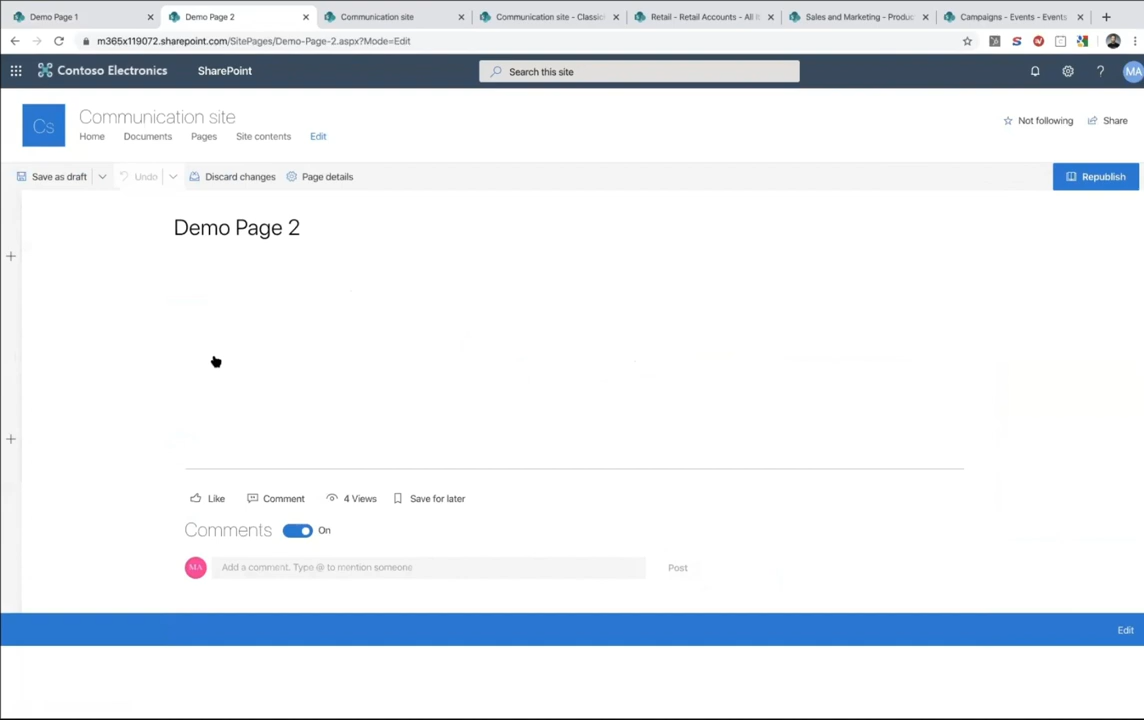 Demo Page 1
Demo Page 2
Communication site
Communication site - Classic
Retail - Retail Accounts - All I
Sales and Marketing - Produc
Campaigns - Events - Events
m365x119072.sharepoint.com/SitePages/Demo-Page-2.aspx?Mode=Edit
Contoso Electronics
SharePoint
Search this site
MA
Cs
Communication site
Home
Documents
Pages
Site contents
Edit
Not following
Share
Save as draft
Undo
Discard changes
Page details
Republish
Demo Page 2
Like
Comment
4 Views
Save for later
Comments
On
MA
Add a comment. Type @ to mention someone
Post
Edit